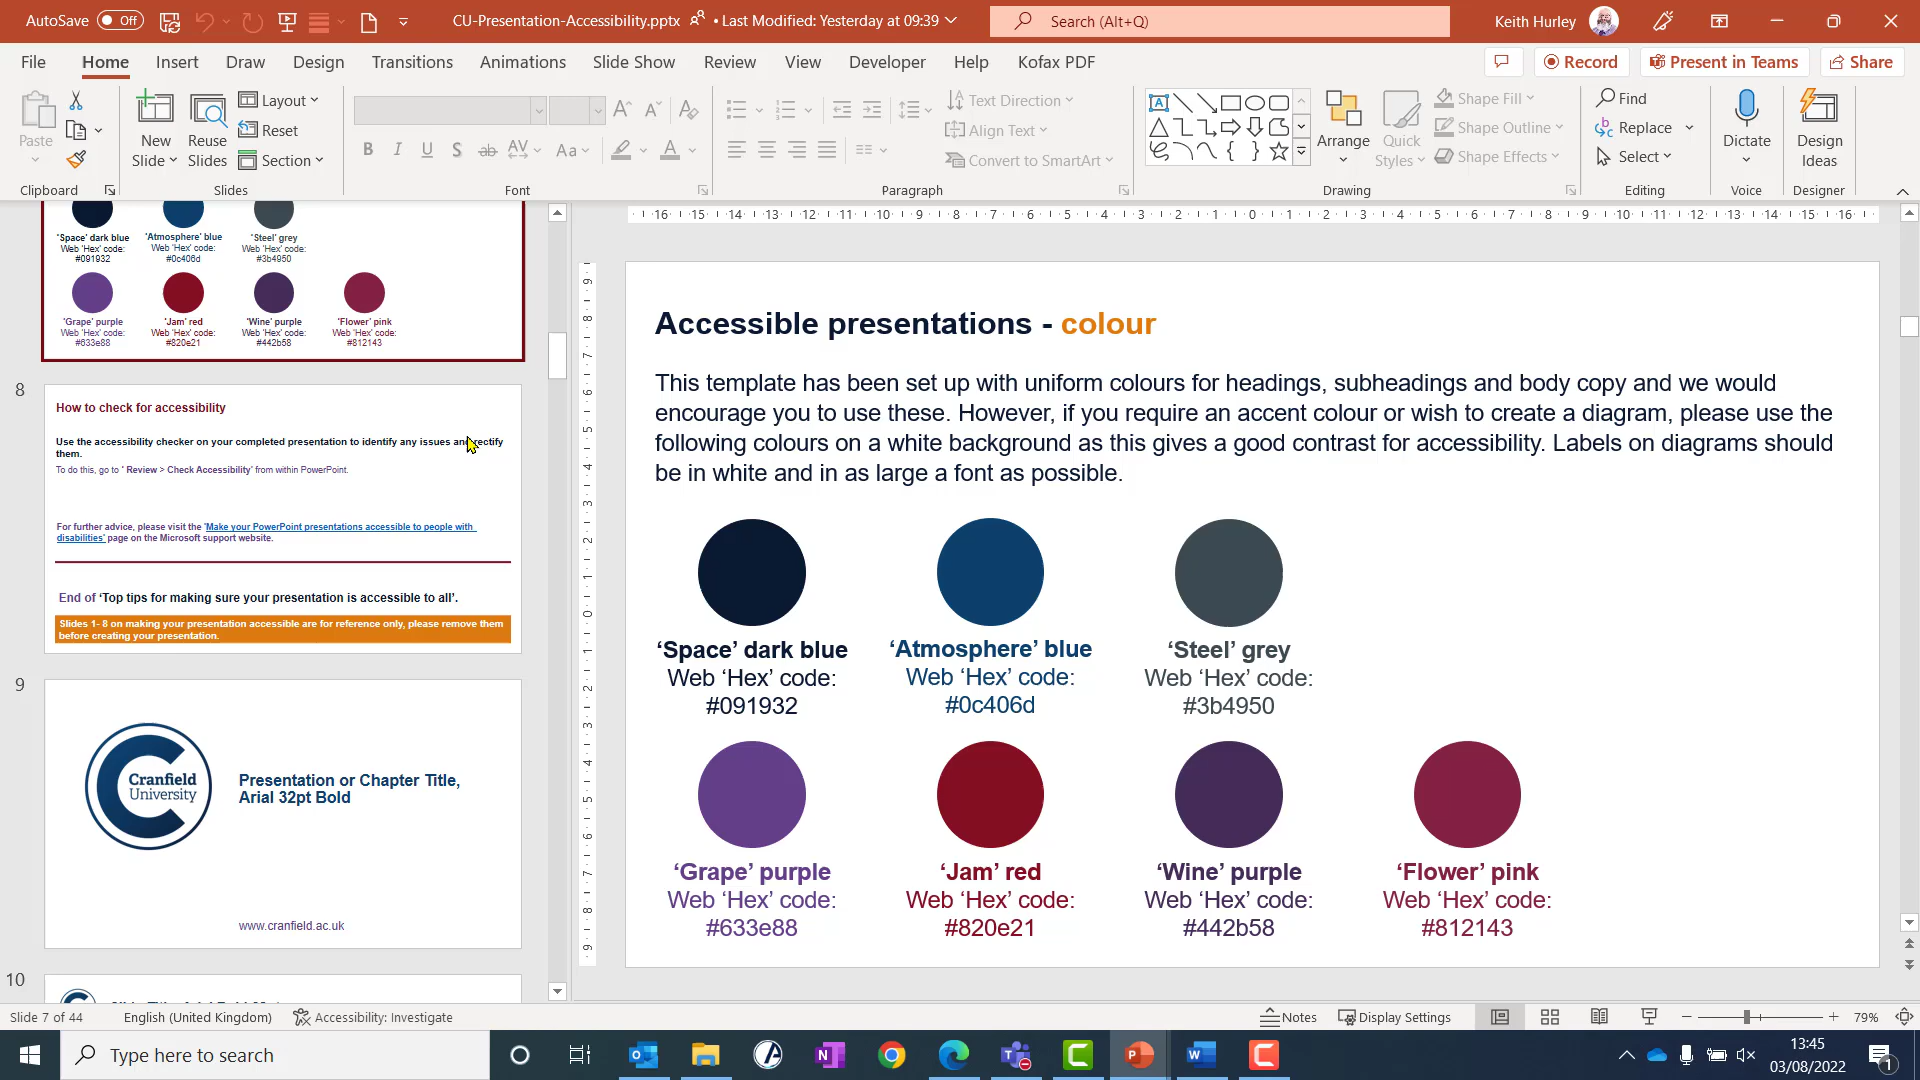 AutoSave Off CU-Presentation-Accessibility.pptx • Last Modified: Yesterday at 09:39 Search (Alt+Q) Keith Hurley
File Home Insert Draw Design Transitions Animations Slide Show Review View Developer Help Kofax PDF Record Present in Teams Share
Paste
New Slide
Reuse Slides
Layout
Reset
Section
Text Direction
Align Text
Convert to SmartArt
Arrange
Quick Styles
Shape Fill
Shape Outline
Shape Effects
Find
Replace
Select
Dictate
Design Ideas
Clipboard Slides Font Paragraph Drawing Editing Voice Designer
'Space' dark blue
Web 'Hex' code:
#091932
'Atmosphere' blue
Web 'Hex' code:
#0c406d
'Steel' grey
Web 'Hex' code:
#3b4950
'Grape' purple
Web 'Hex' code:
#633e88
'Jam' red
Web 'Hex' code:
#820e21
'Wine' purple
Web 'Hex' code:
#442b58
'Flower' pink
Web 'Hex' code:
#812143
8
How to check for accessibility
Use the accessibility checker on your completed presentation to identify any issues and rectify
them.
To do this, go to ' Review > Check Accessibility' from within PowerPoint.
For further advice, please visit the 'Make your PowerPoint presentations accessible to people with
disabilities' page on the Microsoft support website.
End of 'Top tips for making sure your presentation is accessible to all'.
Slides 1- 8 on making your presentation accessible are for reference only, please remove them
before creating your presentation.
9
Cranfield
University
Presentation or Chapter Title,
Arial 32pt Bold
www.cranfield.ac.uk
10
Accessible presentations - colour
This template has been set up with uniform colours for headings, subheadings and body copy and we would
encourage you to use these. However, if you require an accent colour or wish to create a diagram, please use the
following colours on a white background as this gives a good contrast for accessibility. Labels on diagrams should
be in white and in as large a font as possible.
'Space' dark blue
Web 'Hex' code:
#091932
'Atmosphere' blue
Web 'Hex' code:
#0c406d
'Steel' grey
Web 'Hex' code:
#3b4950
'Grape' purple
Web 'Hex' code:
#633e88
'Jam' red
Web 'Hex' code:
#820e21
'Wine' purple
Web 'Hex' code:
#442b58
'Flower' pink
Web 'Hex' code:
#812143
Slide 7 of 44 English (United Kingdom) Accessibility: Investigate Notes Display Settings 79%
Type here to search
13:45
03/08/2022
1